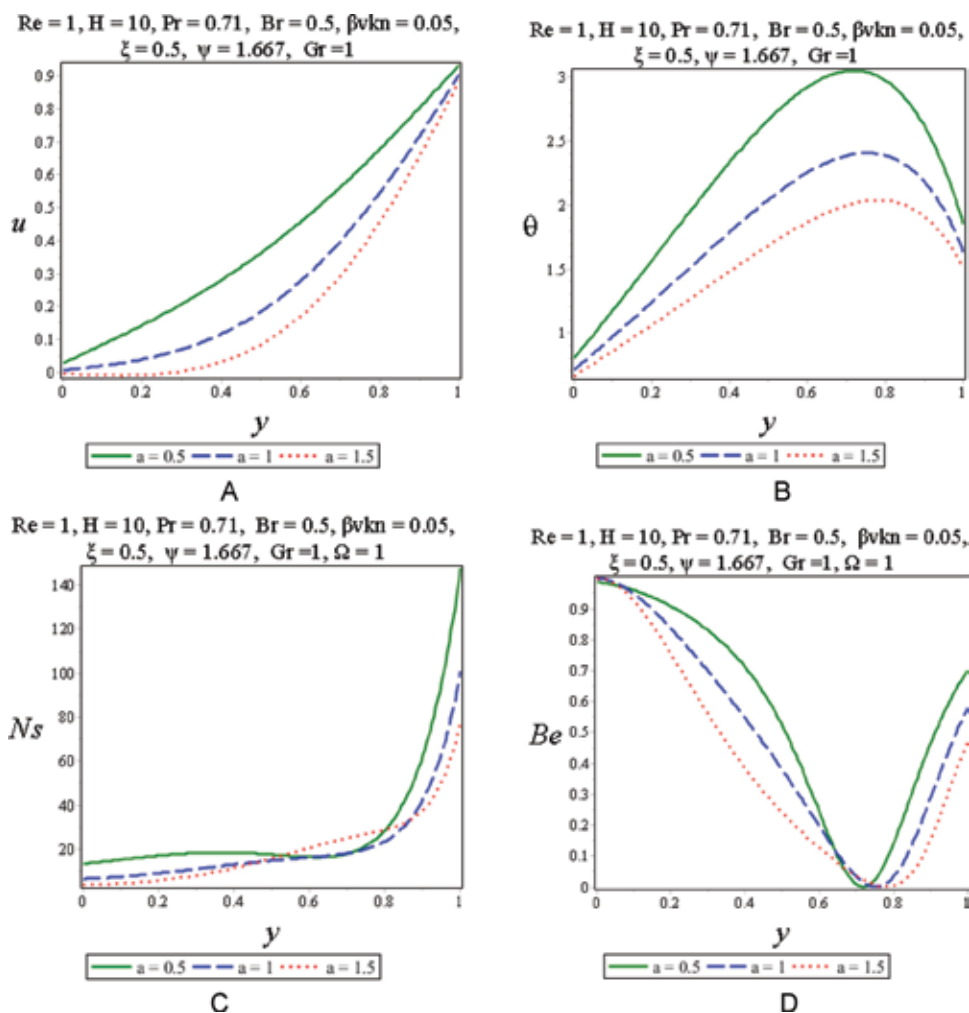 Re = 1, H = 10, Pr = 0.71, Br = 0.5, βvkn = 0.05,
ξ = 0.5, ψ = 1.667, Gr =1
0.9
0.8
0.7
0.6
0.5
0.4
0.3
0.2
0.1
0
u
0 0.2 0.4 0.6 0.8 1
y
a = 0.5 a = 1 a = 1.5
A
Re = 1, H = 10, Pr = 0.71, Br = 0.5, βvkn = 0.05,
ξ = 0.5, ψ = 1.667, Gr =1
3
2.5
2
1.5
1
θ
0 0.2 0.4 0.6 0.8 1
y
a = 0.5 a = 1 a = 1.5
B
Re = 1, H = 10, Pr = 0.71, Br = 0.5, βvkn = 0.05,
ξ = 0.5, ψ = 1.667, Gr =1, Ω = 1
140
120
100
80
60
40
20
Ns
0 0.2 0.4 0.6 0.8 1
y
a = 0.5 a = 1 a = 1.5
C
Re = 1, H = 10, Pr = 0.71, Br = 0.5, βvkn = 0.05,
ξ = 0.5, ψ = 1.667, Gr =1, Ω = 1
0.9
0.8
0.7
0.6
0.5
0.4
0.3
0.2
0.1
0
Be
0 0.2 0.4 0.6 0.8 1
y
a = 0.5 a = 1 a = 1.5
D